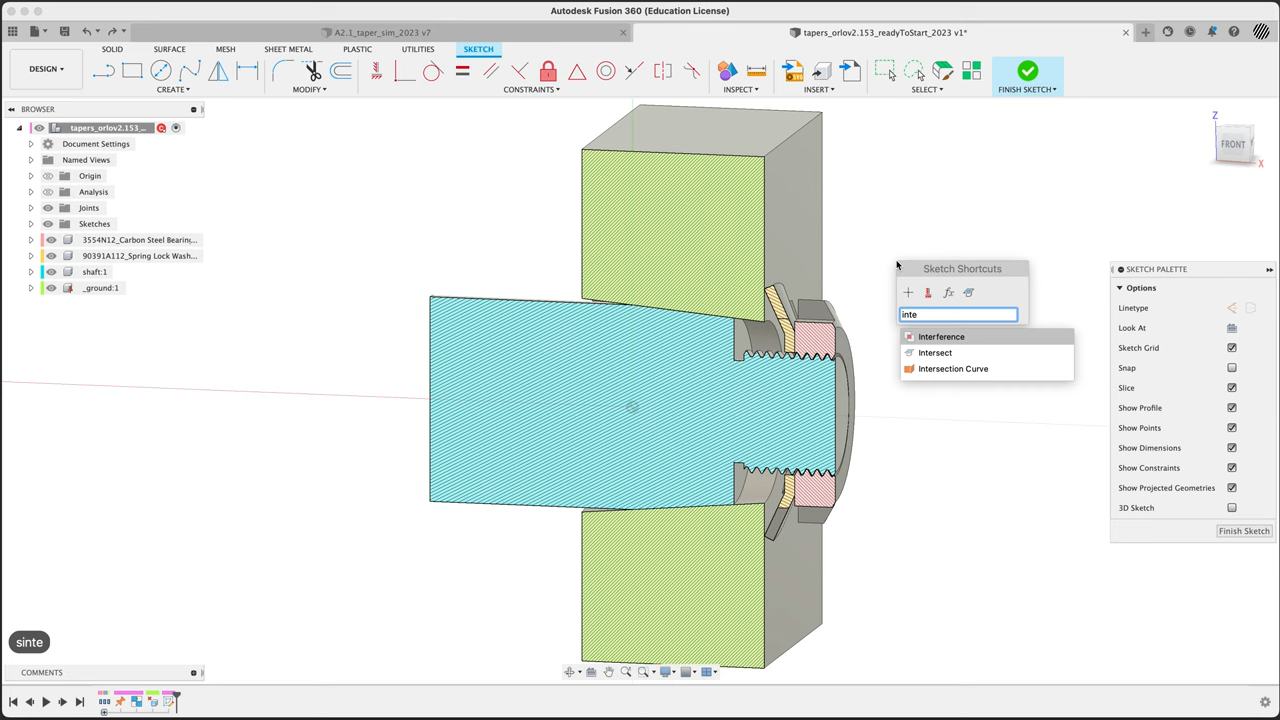 Autodesk Fusion 360 (Education License)
A2.1_taper_sim_2023 v7
tapers_orlov2.153_readyToStart_2023 v1*
DESIGN
SOLID
SURFACE
MESH
SHEET METAL
PLASTIC
UTILITIES
SKETCH
CREATE
MODIFY
CONSTRAINTS
INSPECT
INSERT
SELECT
FINISH SKETCH
BROWSER
tapers_orlov2.153_...
Document Settings
Named Views
Origin
Analysis
Joints
Sketches
3554N12_Carbon Steel Bearing...
90391A112_Spring Lock Wash...
shaft:1
_ground:1
Z
FRONT
X
Sketch Shortcuts
fx
inte
Interference
Intersect
Intersection Curve
SKETCH PALETTE
Options
Linetype
Look At
Sketch Grid
Snap
Slice
Show Profile
Show Points
Show Dimensions
Show Constraints
Show Projected Geometries
3D Sketch
Finish Sketch
sinte
COMMENTS